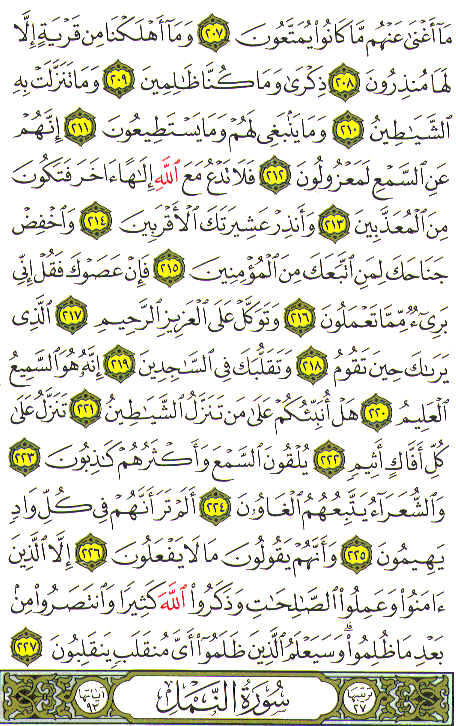 مَآ أَغْنَىٰ عَنْهُم مَّا كَانُوا۟ يُمَتَّعُونَ ٢٠٧ وَمَآ أَهْلَكْنَا مِن قَرْيَةٍ إِلَّا
لَهَا مُنذِرُونَ ٢٠٨ ذِكْرَىٰ وَمَا كُنَّا ظَٰلِمِينَ ٢٠٩ وَمَا تَنَزَّلَتْ بِهِ
ٱلشَّيَٰطِينُ ٢١٠ وَمَا يَنۢبَغِى لَهُمْ وَمَا يَسْتَطِيعُونَ ٢١١ إِنَّهُمْ
عَنِ ٱلسَّمْعِ لَمَعْزُولُونَ ٢١٢ فَلَا تَدْعُ مَعَ ٱللَّهِ إِلَٰهًا ءَاخَرَ فَتَكُونَ
مِنَ ٱلْمُعَذَّبِينَ ٢١٣ وَأَنذِرْ عَشِيرَتَكَ ٱلْأَقْرَبِينَ ٢١٤ وَٱخْفِضْ
جَنَاحَكَ لِمَنِ ٱتَّبَعَكَ مِنَ ٱلْمُؤْمِنِينَ ٢١٥ فَإِنْ عَصَوْكَ فَقُلْ إِنِّى
بَرِىٓءٌ مِّمَّا تَعْمَلُونَ ٢١٦ وَتَوَكَّلْ عَلَى ٱلْعَزِيزِ ٱلرَّحِيمِ ٢١٧ ٱلَّذِى
يَرَىٰكَ حِينَ تَقُومُ ٢١٨ وَتَقَلُّبَكَ فِى ٱلسَّٰجِدِينَ ٢١٩ إِنَّهُۥ هُوَ ٱلسَّمِيعُ
ٱلْعَلِيمُ ٢٢٠ هَلْ أُنَبِّئُكُمْ عَلَىٰ مَن تَنَزَّلُ ٱلشَّيَٰطِينُ ٢٢١ تَنَزَّلُ عَلَىٰ
كُلِّ أَفَّاكٍ أَثِيمٍ ٢٢٢ يُلْقُونَ ٱلسَّمْعَ وَأَكْثَرُهُمْ كَٰذِبُونَ ٢٢٣
وَٱلشُّعَرَآءُ يَتَّبِعُهُمُ ٱلْغَاوُۥنَ ٢٢٤ أَلَمْ تَرَ أَنَّهُمْ فِى كُلِّ وَادٍ
يَهِيمُونَ ٢٢٥ وَأَنَّهُمْ يَقُولُونَ مَا لَا يَفْعَلُونَ ٢٢٦ إِلَّا ٱلَّذِينَ
ءَامَنُوا۟ وَعَمِلُوا۟ ٱلصَّٰلِحَٰتِ وَذَكَرُوا۟ ٱللَّهَ كَثِيرًا وَٱنتَصَرُوا۟ مِنۢ
بَعْدِ مَا ظُلِمُوا۟ ۗ وَسَيَعْلَمُ ٱلَّذِينَ ظَلَمُوٓا۟ أَىَّ مُنقَلَبٍ يَنقَلِبُونَ ٢٢٧
ترتيبها ٢٧ سُورَةُ النَّمْلِ آياتها ٩٣